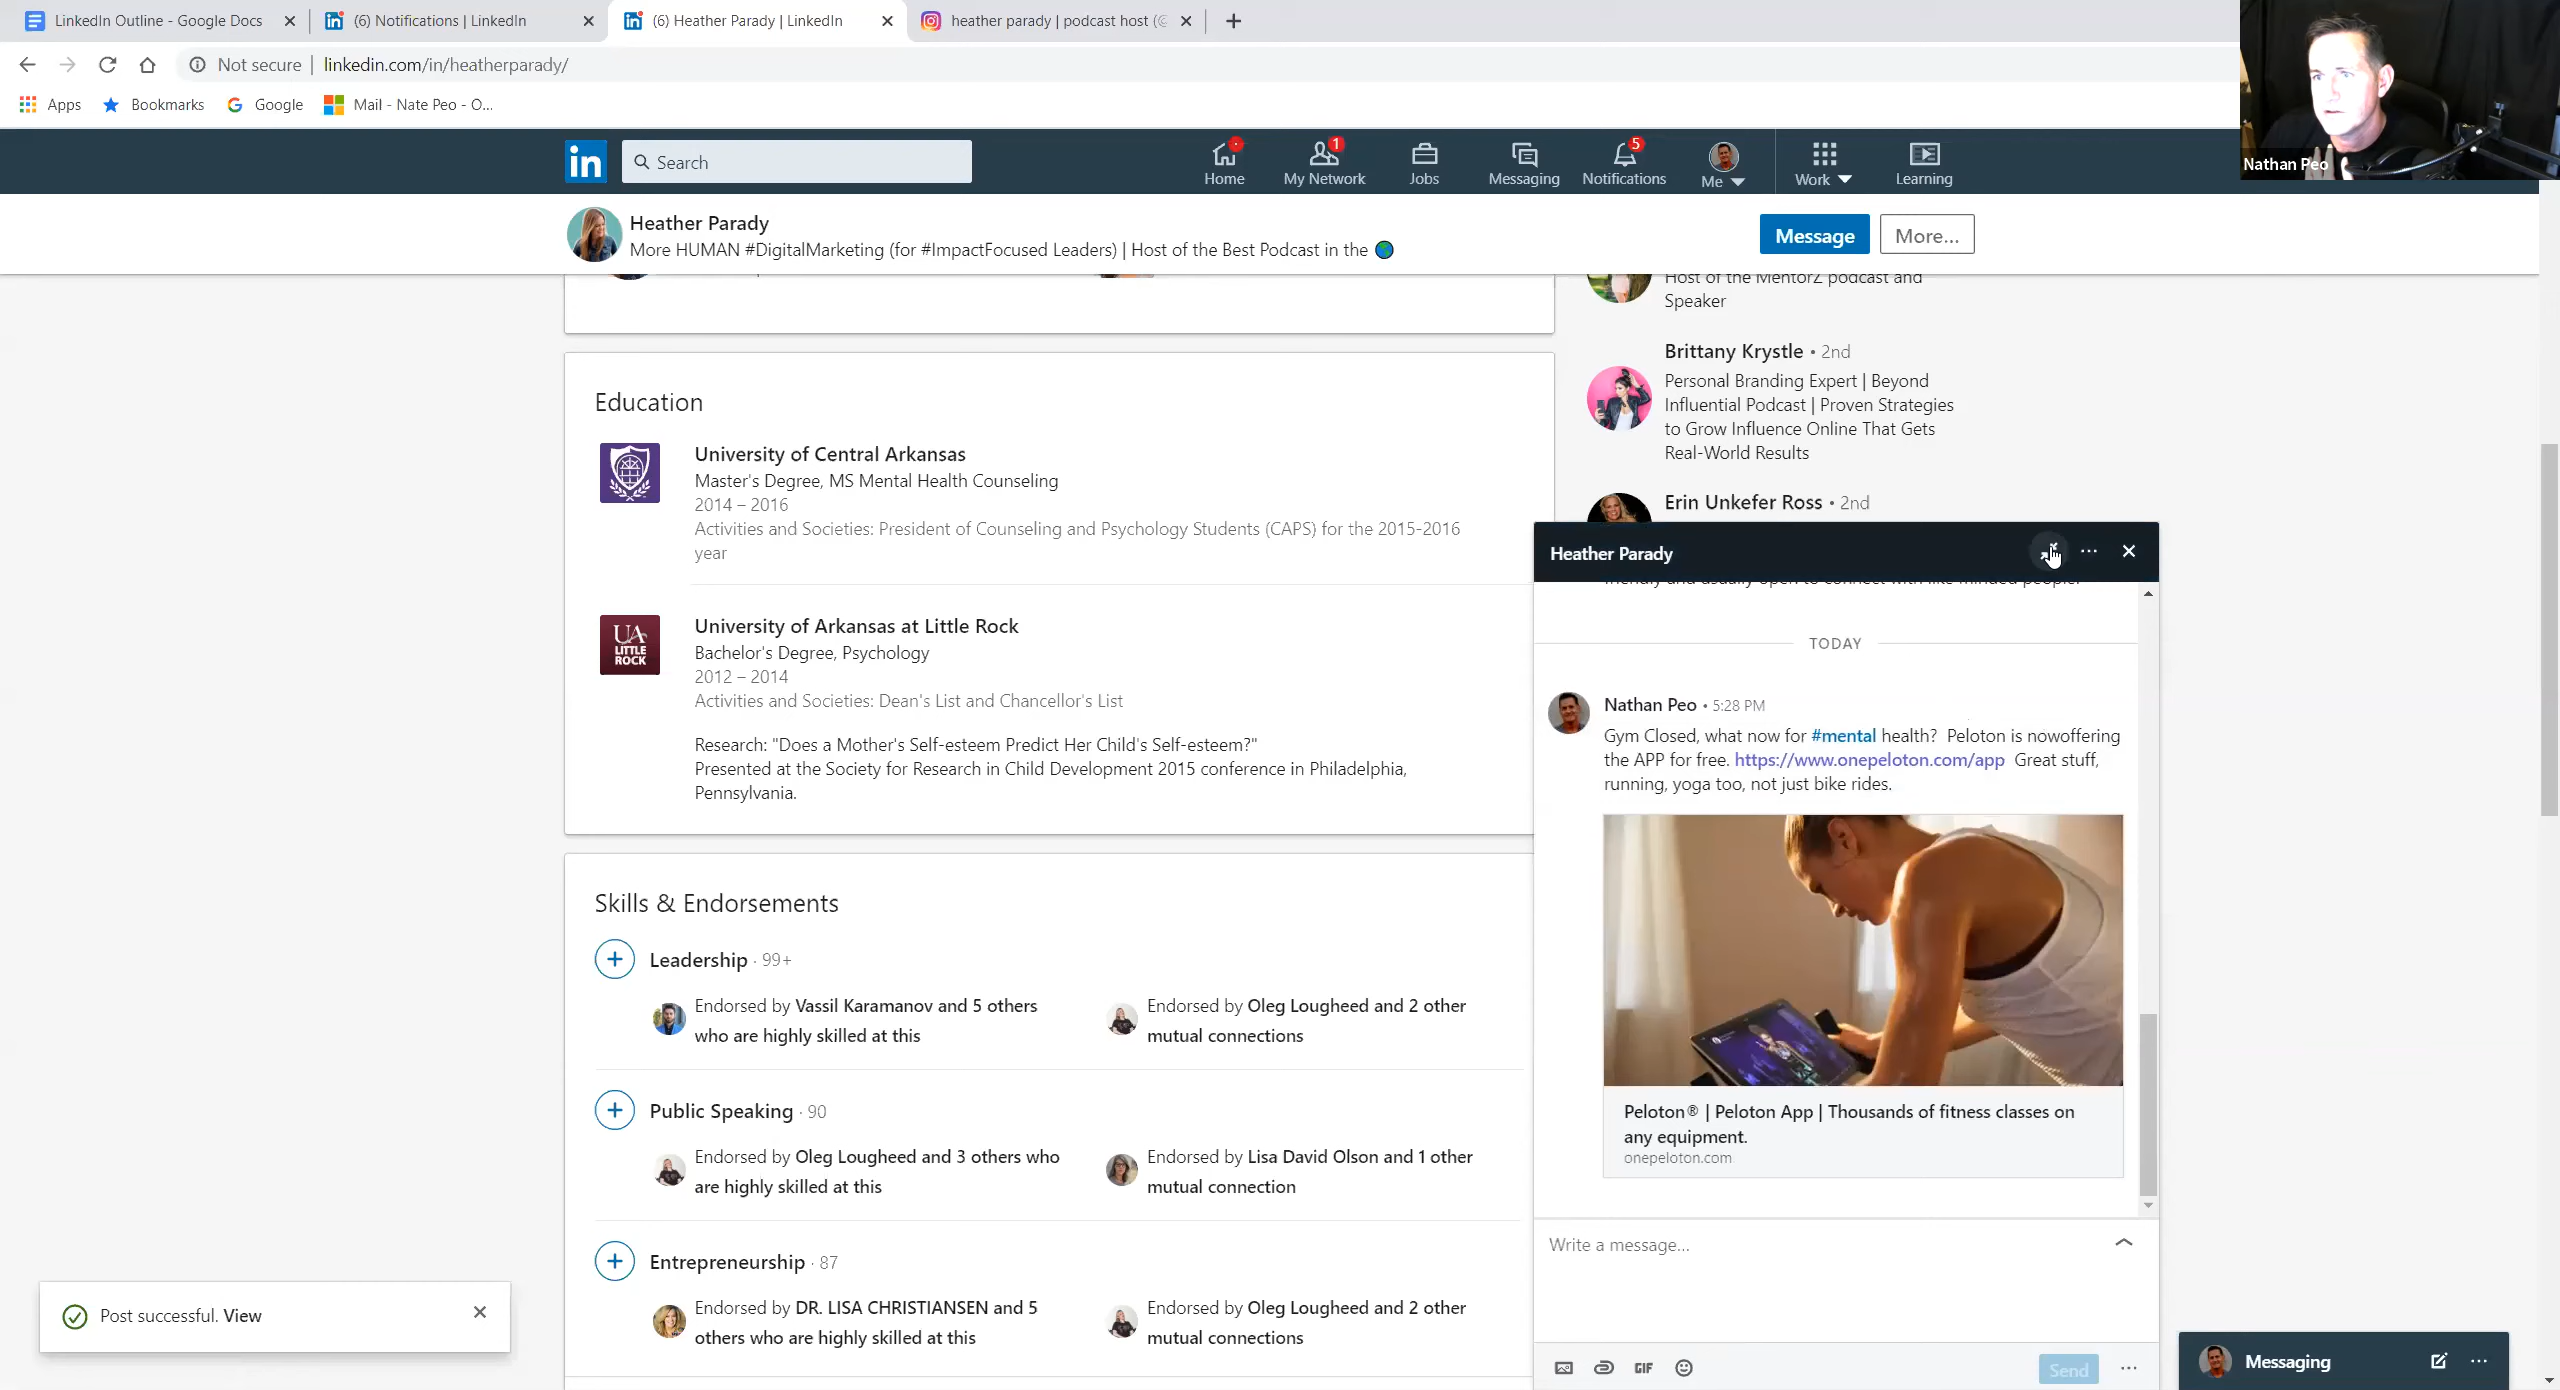 LinkedIn Outline - Google Docs
(6) Notifications | LinkedIn
(6) Heather Parady | LinkedIn
heather parady | podcast host (@
Not secure | linkedin.com/in/heatherparady/
Apps
Bookmarks
Google
Mail - Nate Peo - O...
Nathan Peo
in
Search
Home
1
My Network
Jobs
Messaging
5
Notifications
Me
Work
Learning
Heather Parady
More HUMAN #DigitalMarketing (for #ImpactFocused Leaders) | Host of the Best Podcast in the
Message
More...
Host of the MentorZ podcast and
Speaker
Brittany Krystle • 2nd
Personal Branding Expert | Beyond
Influential Podcast | Proven Strategies
to Grow Influence Online That Gets
Real-World Results
Erin Unkefer Ross • 2nd
Education
University of Central Arkansas
Master's Degree, MS Mental Health Counseling
2014 – 2016
Activities and Societies: President of Counseling and Psychology Students (CAPS) for the 2015-2016
year
UA
LITTLE
ROCK
University of Arkansas at Little Rock
Bachelor's Degree, Psychology
2012 – 2014
Activities and Societies: Dean's List and Chancellor's List
Research: "Does a Mother's Self-esteem Predict Her Child's Self-esteem?"
Presented at the Society for Research in Child Development 2015 conference in Philadelphia,
Pennsylvania.
Skills & Endorsements
Leadership · 99+
Endorsed by Vassil Karamanov and 5 others
who are highly skilled at this
Endorsed by Oleg Lougheed and 2 other
mutual connections
Public Speaking · 90
Endorsed by Oleg Lougheed and 3 others who
are highly skilled at this
Endorsed by Lisa David Olson and 1 other
mutual connection
Entrepreneurship · 87
Endorsed by DR. LISA CHRISTIANSEN and 5
others who are highly skilled at this
Endorsed by Oleg Lougheed and 2 other
mutual connections
Heather Parady
friendly and usually open to connect with like minded people.
TODAY
Nathan Peo • 5:28 PM
Gym Closed, what now for #mental health? Peloton is nowoffering
the APP for free. https://www.onepeloton.com/app Great stuff,
running, yoga too, not just bike rides.
Peloton® | Peloton App | Thousands of fitness classes on
any equipment.
onepeloton.com
Write a message...
GIF
Send
Post successful. View
Messaging